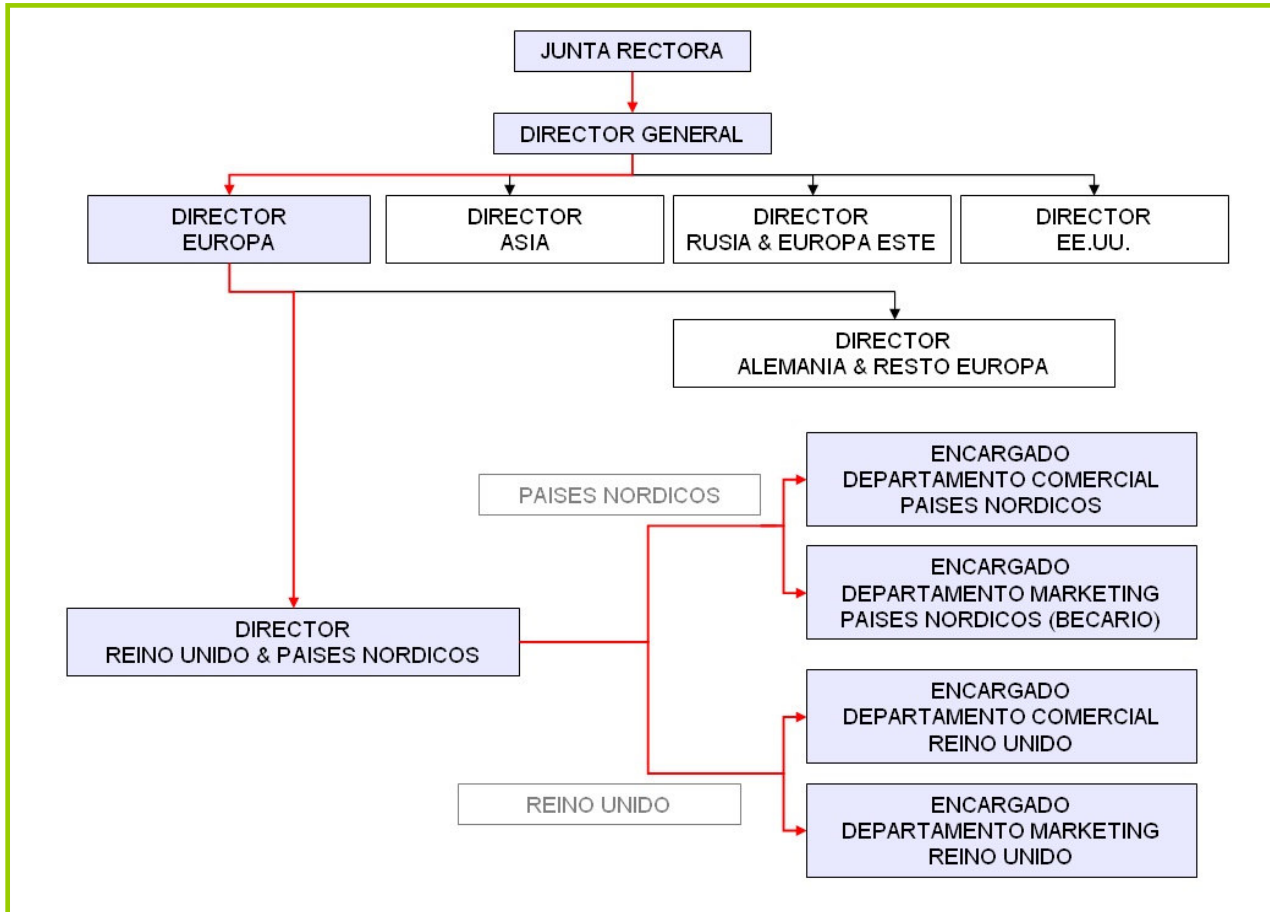 JUNTA RECTORA
DIRECTOR GENERAL
DIRECTOR
EUROPA
DIRECTOR
ASIA
DIRECTOR
RUSIA & EUROPA ESTE
DIRECTOR
EE.UU.
DIRECTOR
ALEMANIA & RESTO EUROPA
PAISES NORDICOS
ENCARGADO
DEPARTAMENTO COMERCIAL
PAISES NORDICOS
ENCARGADO
DEPARTAMENTO MARKETING
PAISES NORDICOS (BECARIO)
DIRECTOR
REINO UNIDO & PAISES NORDICOS
ENCARGADO
DEPARTAMENTO COMERCIAL
REINO UNIDO
REINO UNIDO
ENCARGADO
DEPARTAMENTO MARKETING
REINO UNIDO